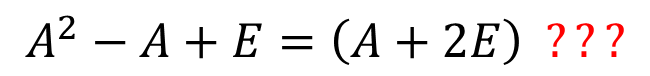 A² − A + E = (A + 2E) ???